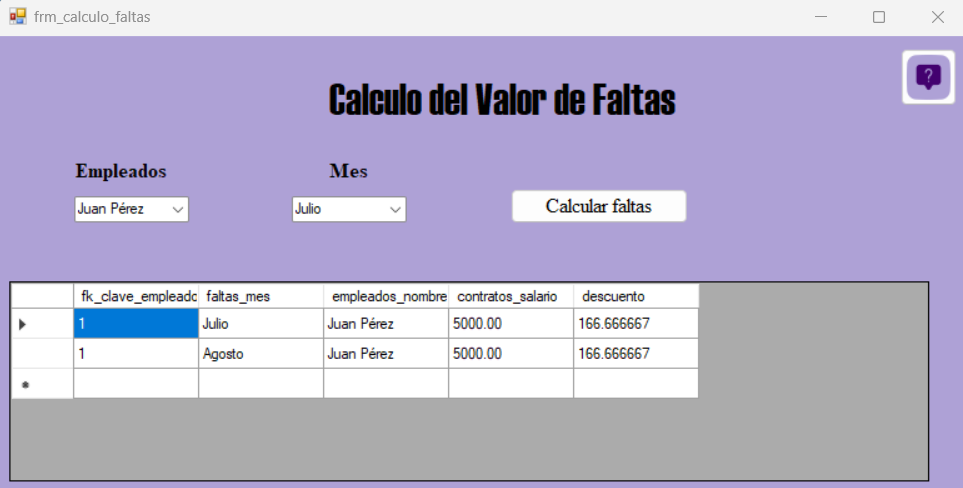 frm_calculo_faltas
Calculo del Valor de Faltas
Empleados Mes
Juan Pérez Julio Calcular faltas
fk_clave_empleado faltas_mes empleados_nombre contratos_salario descuento
1 Julio Juan Pérez 5000.00 166.666667
1 Agosto Juan Pérez 5000.00 166.666667